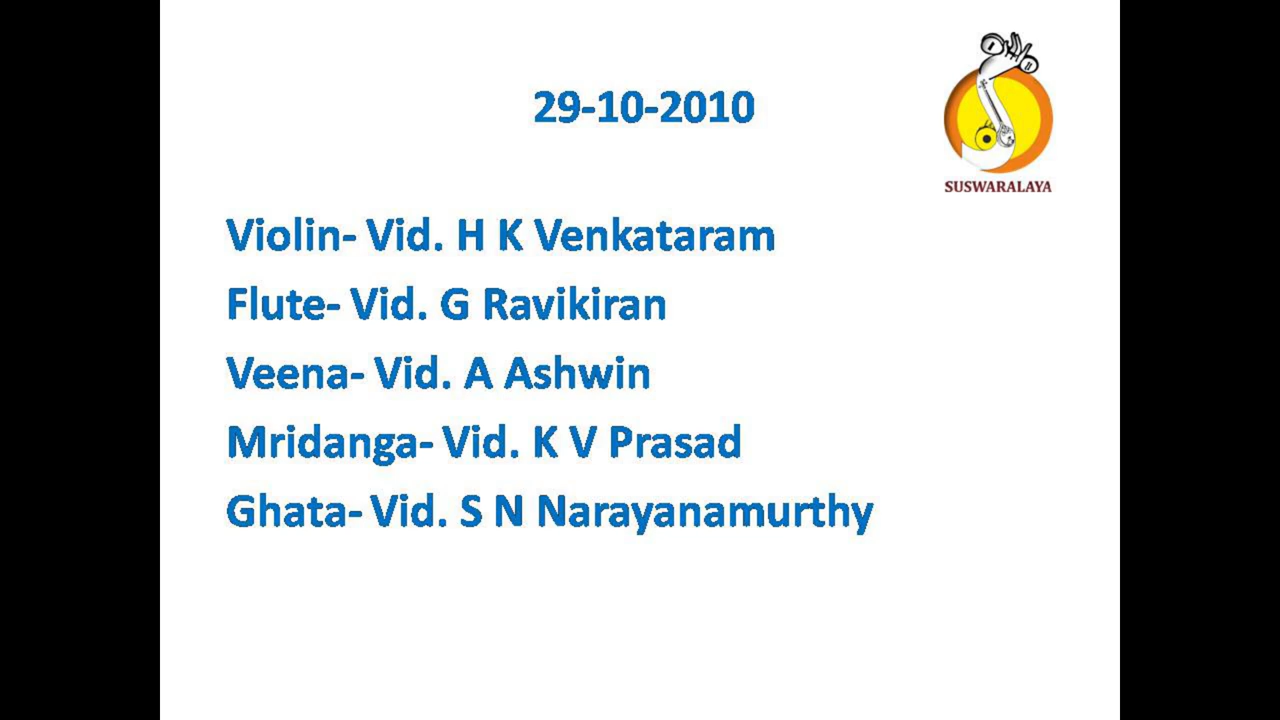 29-10-2010
SUSWARALAYA
Violin- Vid. H K Venkataram
Flute- Vid. G Ravikiran
Veena- Vid. A Ashwin
Mridanga- Vid. K V Prasad
Ghata- Vid. S N Narayanamurthy